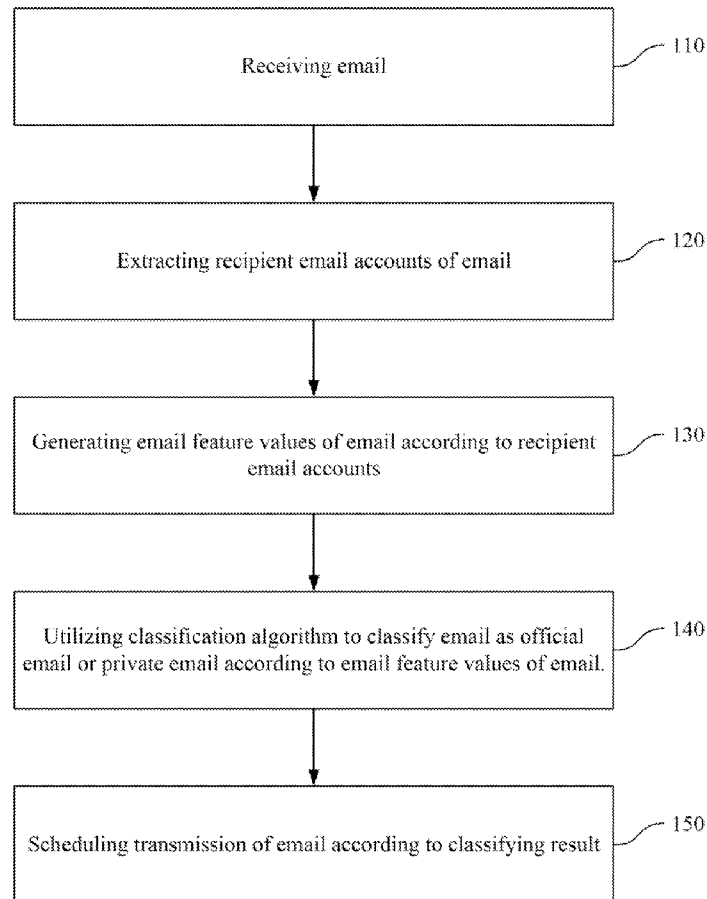 Receiving email
110
Extracting recipient email accounts of email
120
Generating email feature values of email according to recipient
email accounts
130
Utilizing classification algorithm to classify email as official
email or private email according to email feature values of email.
140
Scheduling transmission of email according to classifying result
150